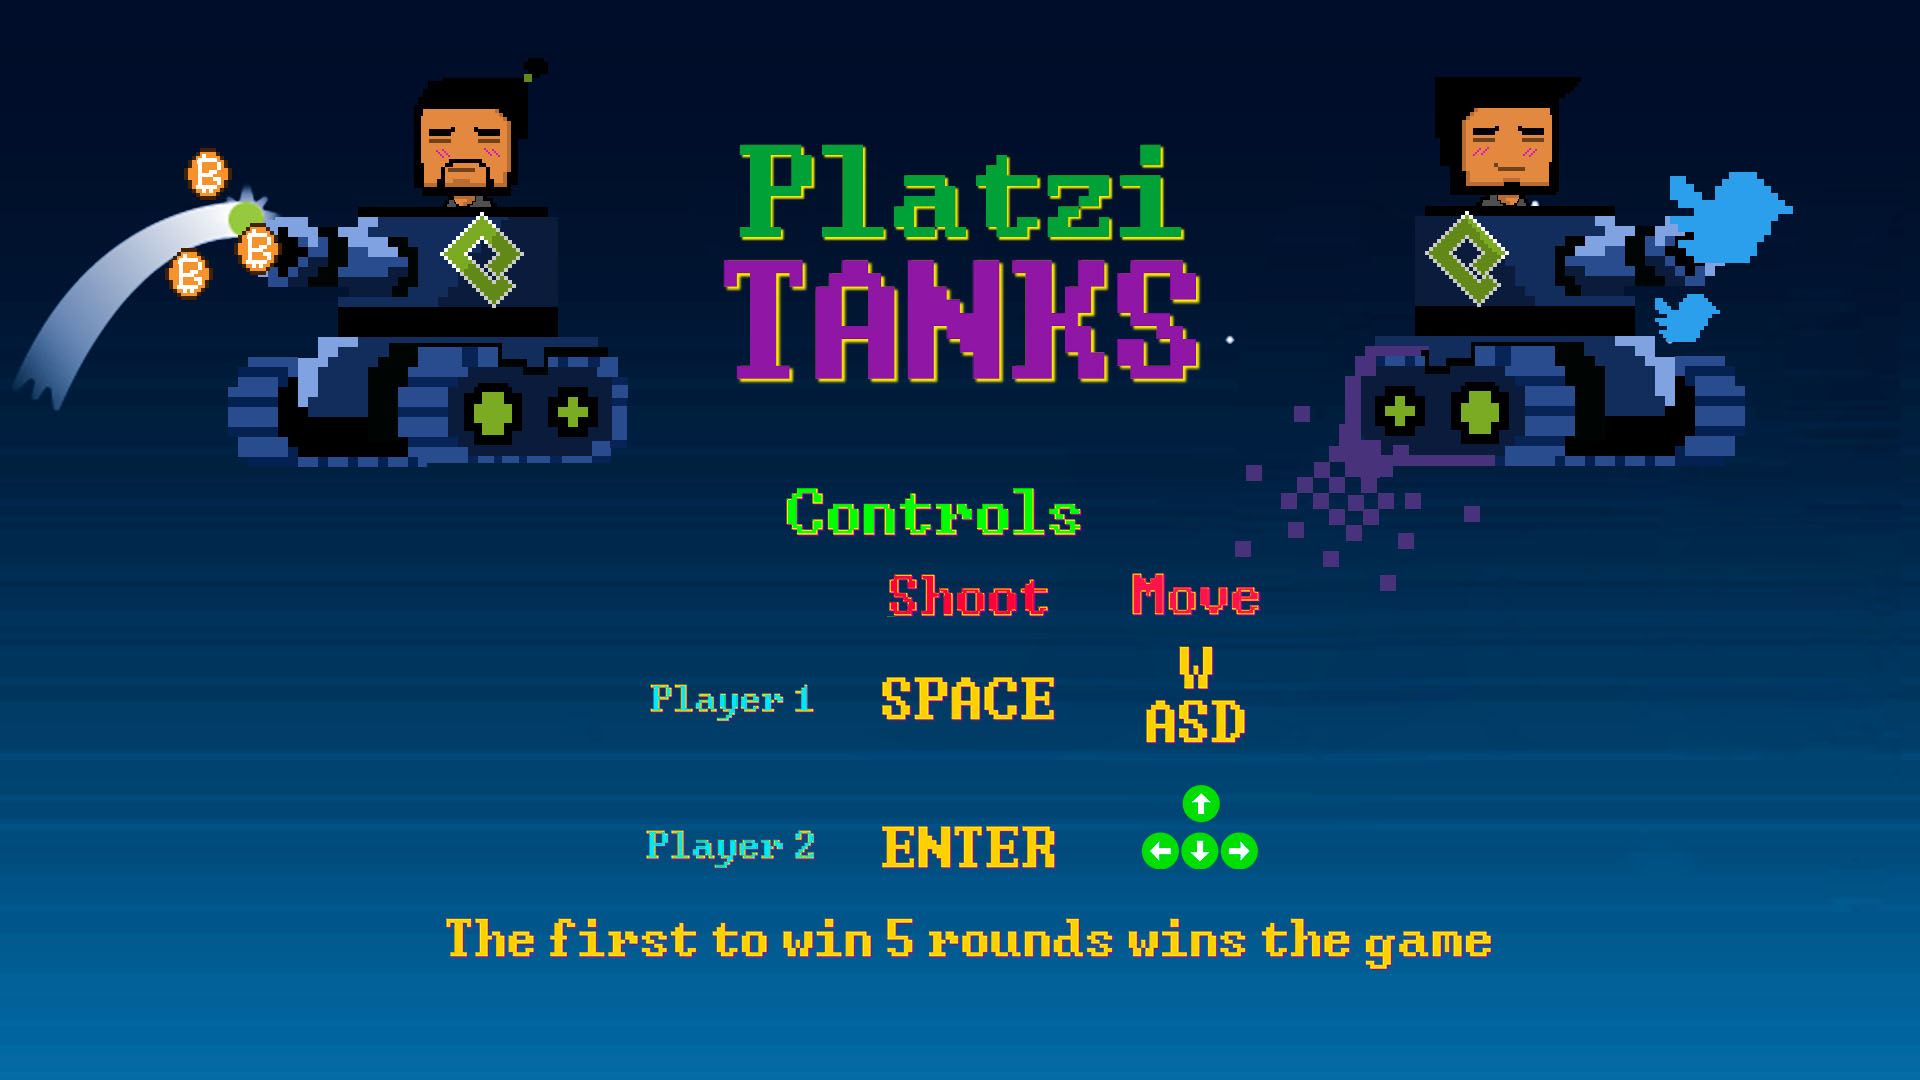 Platzi
TANKS
Controls
Shoot Move
Player 1 SPACE W
ASD
Player 2 ENTER
The first to win 5 rounds wins the game